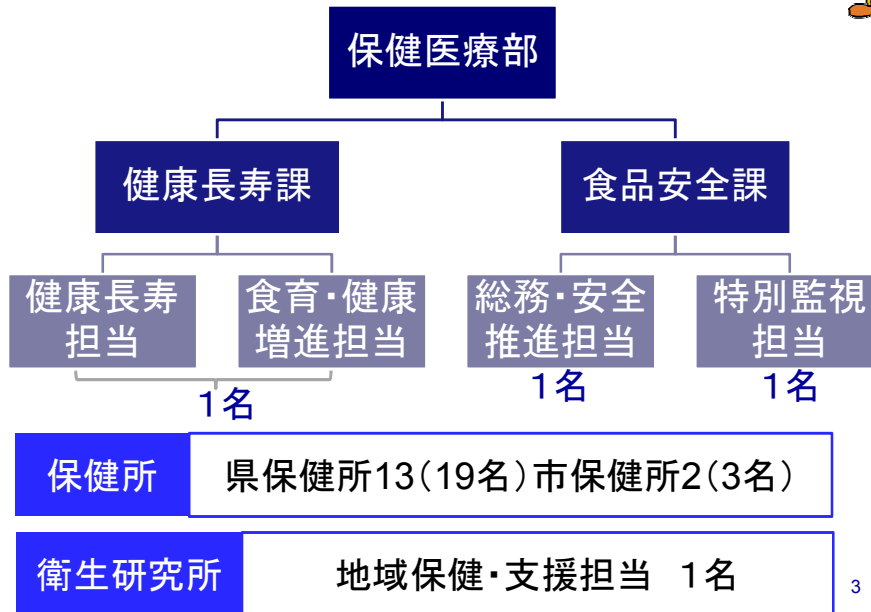 保健医療部
健康長寿課
食品安全課
健康長寿
担当
食育・健康
増進担当
総務・安全
推進担当
特別監視
担当
1名
1名
1名
保健所
県保健所13(19名)市保健所2(3名)
衛生研究所
地域保健・支援担当 1名
3